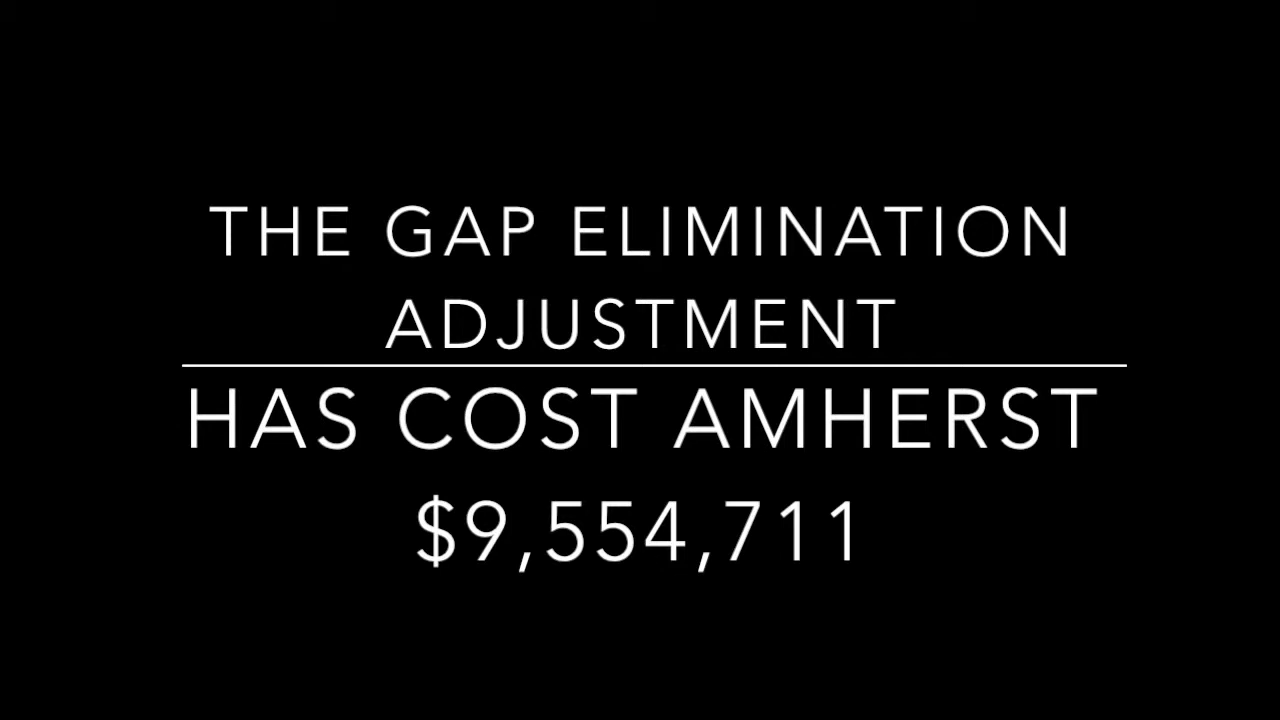 THE GAP ELIMINATION
ADJUSTMENT
HAS COST AMHERST
$9,554,711